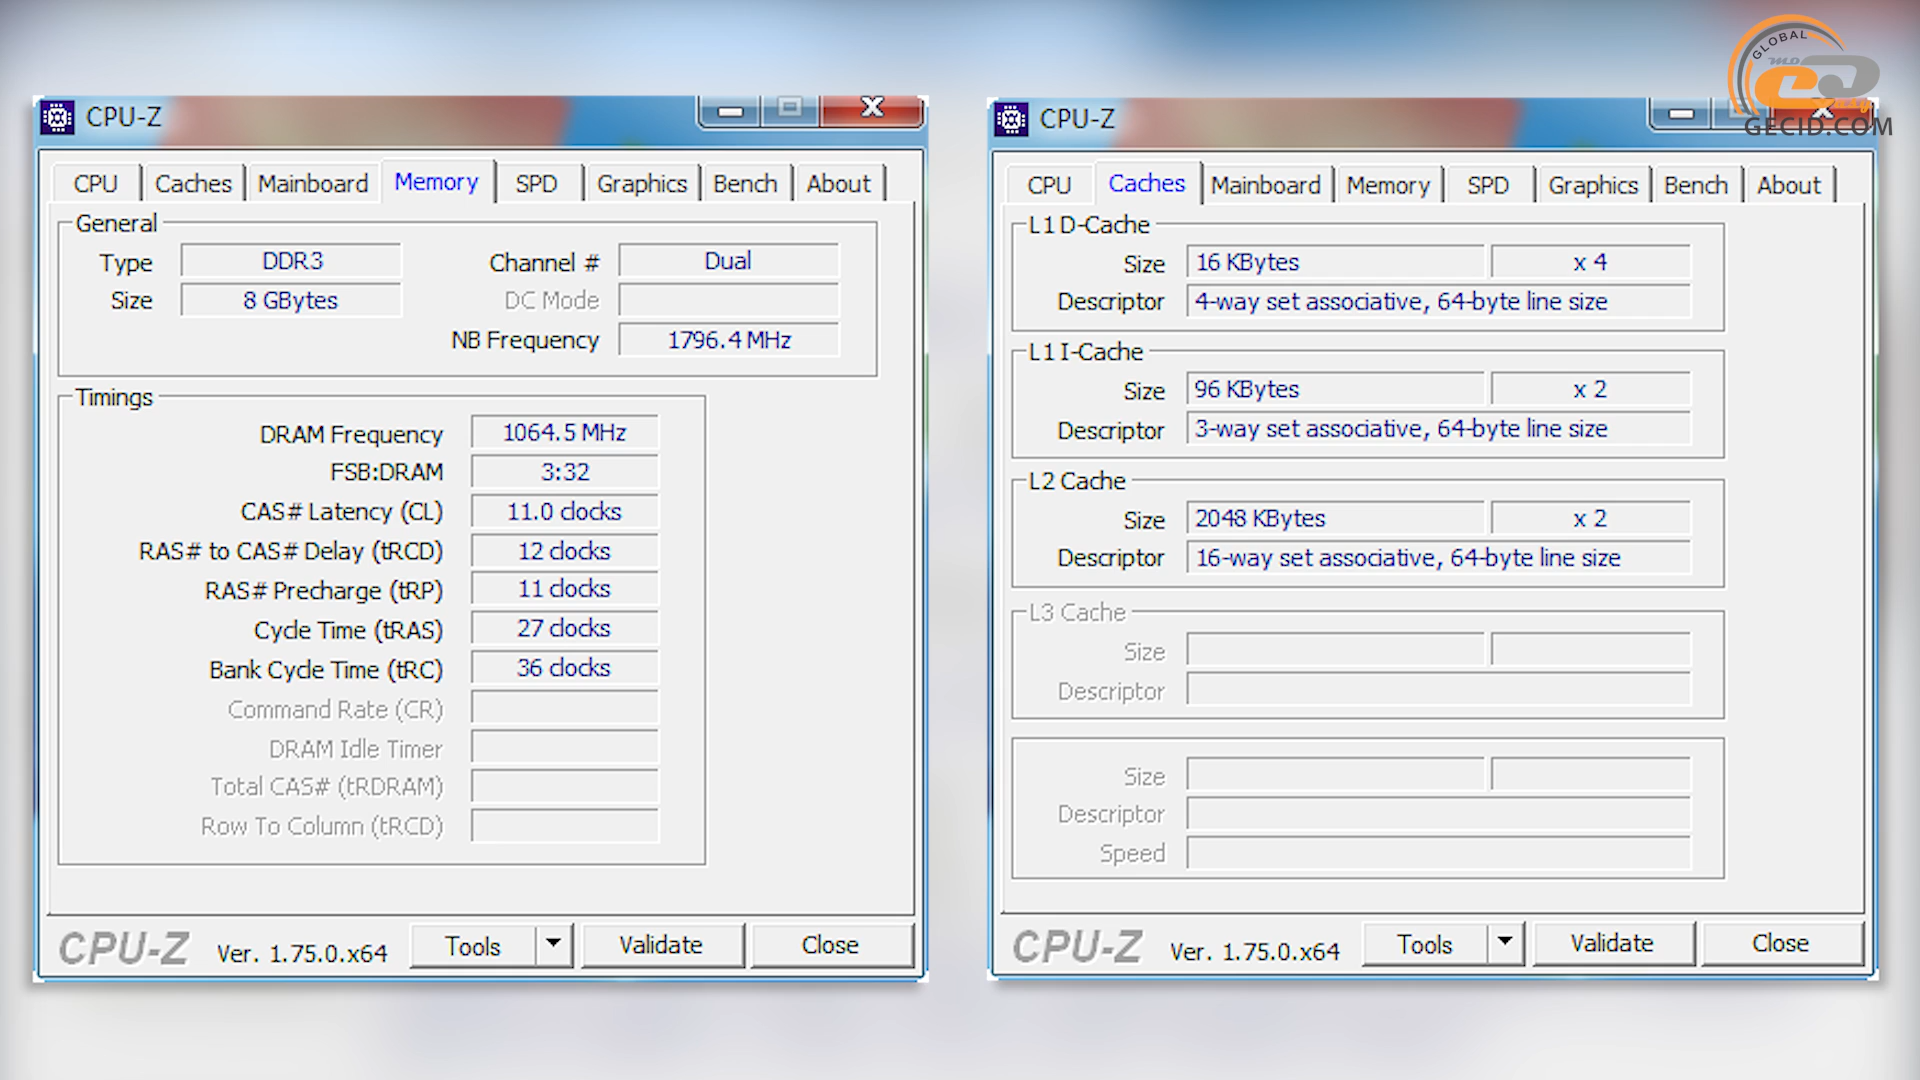 CPU-Z
CPU Caches Mainboard Memory SPD Graphics Bench About
General
Type DDR3 Channel # Dual
Size 8 GBytes DC Mode
NB Frequency 1796.4 MHz
Timings
DRAM Frequency 1064.5 MHz
FSB:DRAM 3:32
CAS# Latency (CL) 11.0 clocks
RAS# to CAS# Delay (tRCD) 12 clocks
RAS# Precharge (tRP) 11 clocks
Cycle Time (tRAS) 27 clocks
Bank Cycle Time (tRC) 36 clocks
Command Rate (CR)
DRAM Idle Timer
Total CAS# (tRDRAM)
Row To Column (tRCD)
CPU-Z Ver. 1.75.0.x64 Tools Validate Close
GLOBAL
GECID.COM
CPU-Z
CPU Caches Mainboard Memory SPD Graphics Bench About
L1 D-Cache
Size 16 KBytes x 4
Descriptor 4-way set associative, 64-byte line size
L1 I-Cache
Size 96 KBytes x 2
Descriptor 3-way set associative, 64-byte line size
L2 Cache
Size 2048 KBytes x 2
Descriptor 16-way set associative, 64-byte line size
L3 Cache
Size
Descriptor
Size
Descriptor
Speed
CPU-Z Ver. 1.75.0.x64 Tools Validate Close